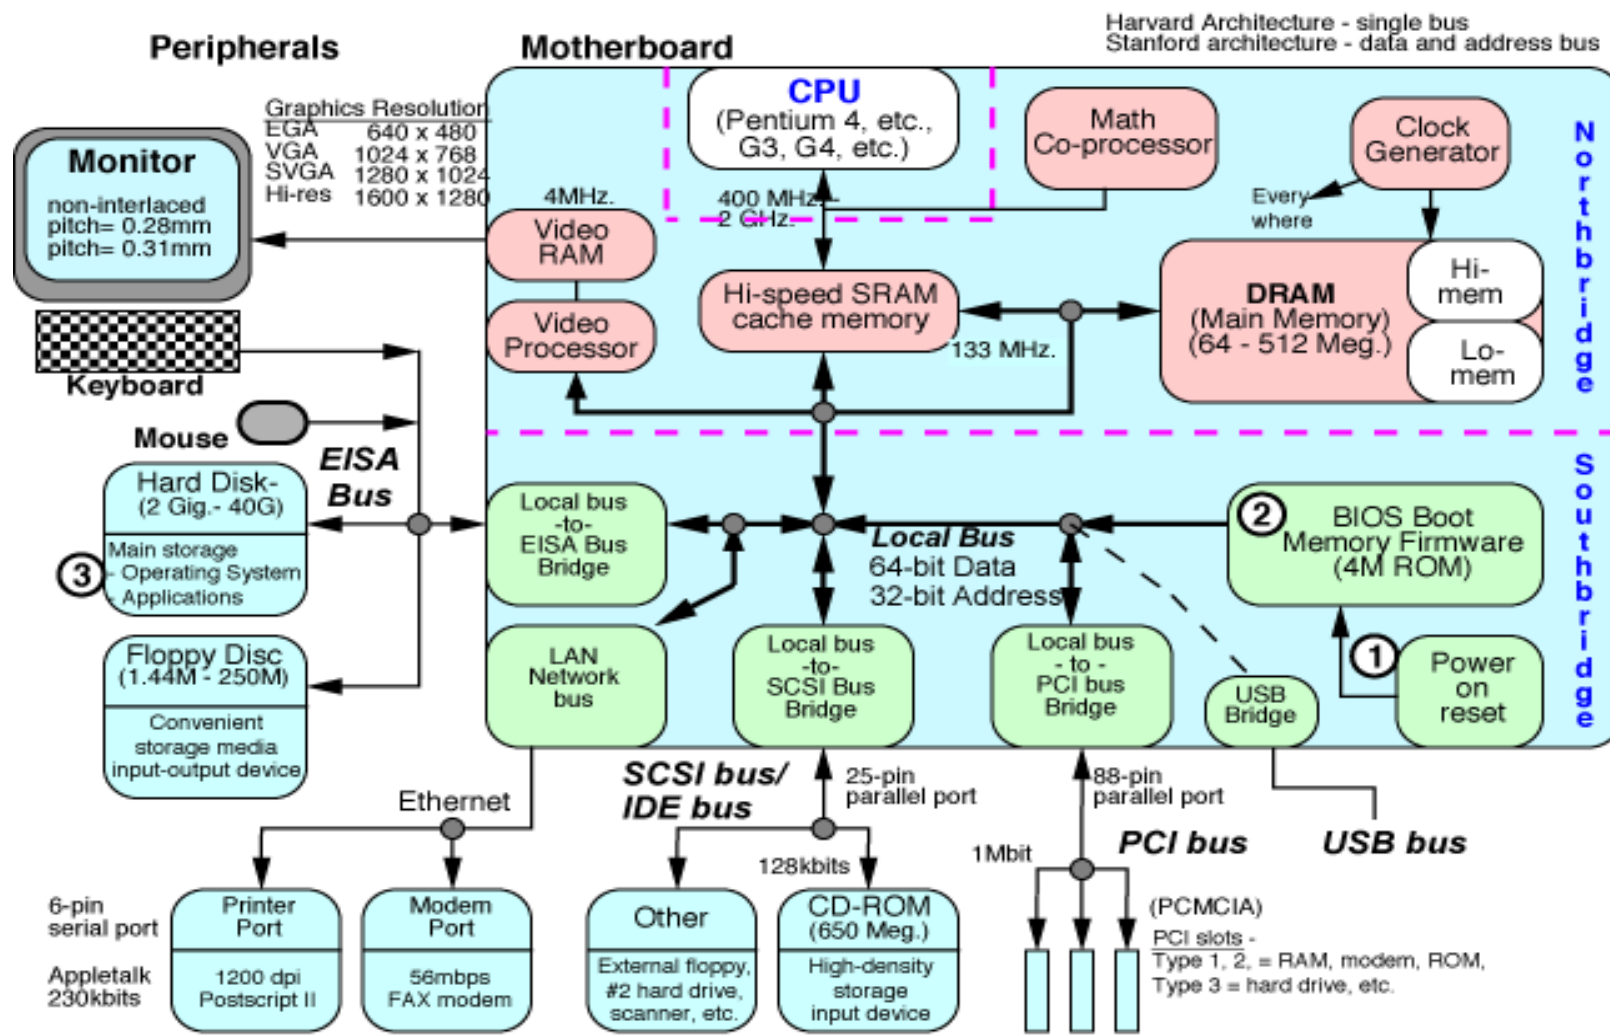 Harvard Architecture - single bus
Stanford architecture - data and address bus
Peripherals
Motherboard
Graphics Resolution
EGA 640 x 480
VGA 1024 x 768
SVGA 1280 x 1024
Hi-res 1600 x 1280
Monitor
non-interlaced
pitch= 0.28mm
pitch= 0.31mm
Keyboard
Mouse
EISA
Bus
Hard Disk-
(2 Gig.- 40G)
Main storage
- Operating System
- Applications
3
Floppy Disc
(1.44M - 250M)
Convenient
storage media
input-output device
CPU
(Pentium 4, etc.,
G3, G4, etc.)
400 MHz.-
2 GHz.
Math
Co-processor
Clock
Generator
Every
where
Northbridge
4MHz.
Video
RAM
Video
Processor
Hi-speed SRAM
cache memory
133 MHz.
DRAM
(Main Memory)
(64 - 512 Meg.)
Hi-
mem
Lo-
mem
Southbridge
Local bus
-to-
EISA Bus
Bridge
Local Bus
64-bit Data
32-bit Address
2
BIOS Boot
Memory Firmware
(4M ROM)
1
Power
on
reset
LAN
Network
bus
Local bus
-to-
SCSI Bus
Bridge
Local bus
- to -
PCI bus
Bridge
USB
Bridge
Ethernet
SCSI bus/
IDE bus
25-pin
parallel port
88-pin
parallel port
PCI bus
USB bus
128kbits
1Mbit
6-pin
serial port
Appletalk
230kbits
Printer
Port
1200 dpi
Postscript II
Modem
Port
56mbps
FAX modem
Other
External floppy,
#2 hard drive,
scanner, etc.
CD-ROM
(650 Meg.)
High-density
storage
input device
(PCMCIA)
PCI slots -
Type 1, 2, = RAM, modem, ROM,
Type 3 = hard drive, etc.